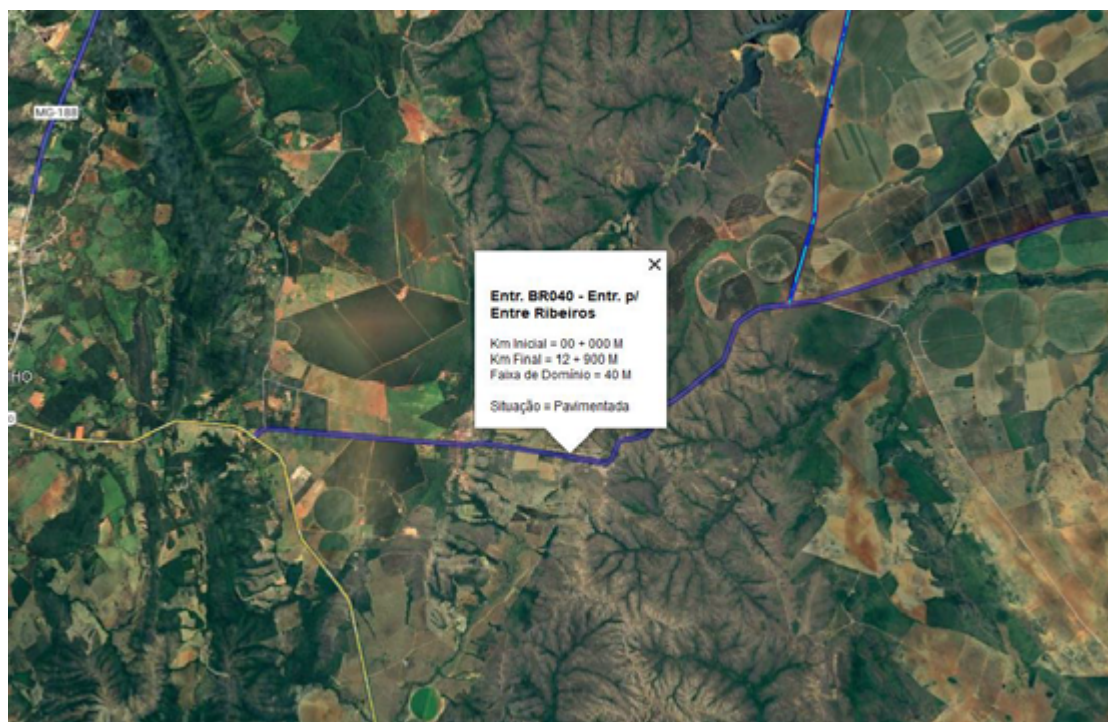 MG-188
Entr. BR040 - Entr. p/
Entre Ribeiros
Km Inicial = 00 + 000 M
Km Final = 12 + 900 M
Faixa de Domínio = 40 M
Situação = Pavimentada
HO